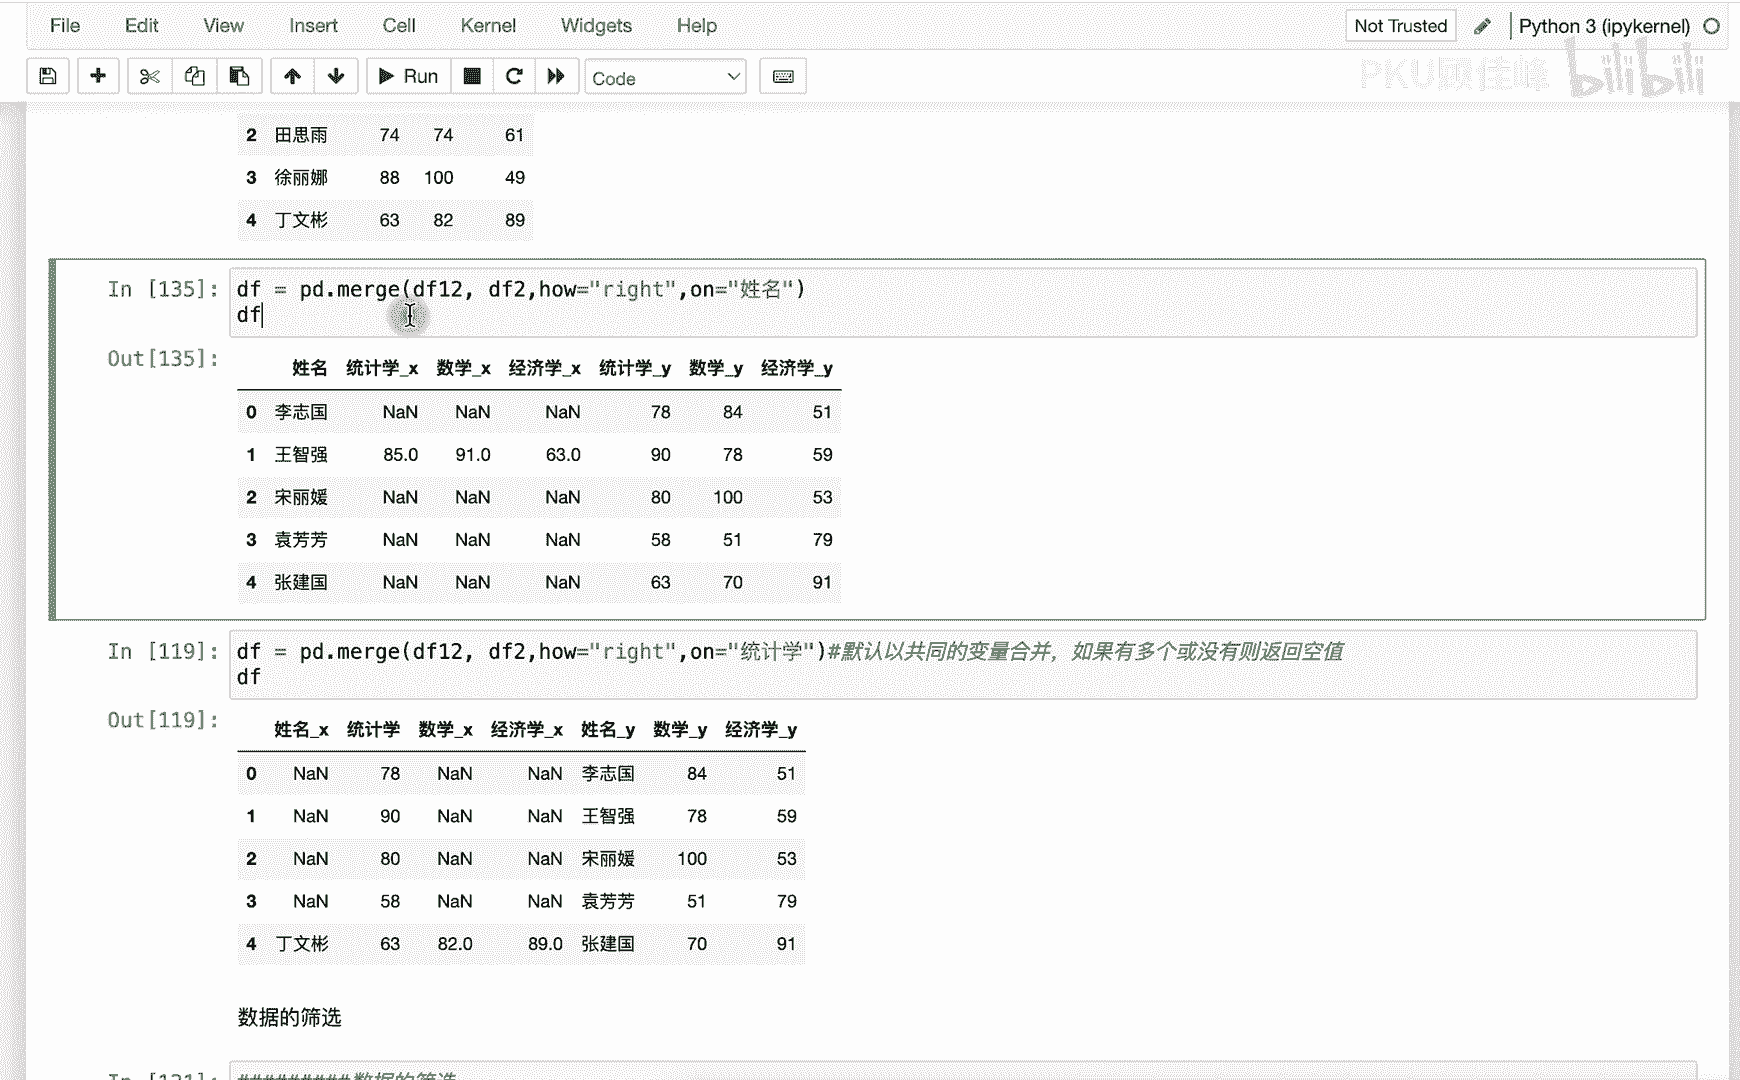 File Edit View Insert Cell Kernel Widgets Help Not Trusted Python 3 (ipykernel)
Run Code PKU顾佳峰 bilibili
2 田思雨 74 74 61
3 徐丽娜 88 100 49
4 丁文彬 63 82 89
In [135]: df = pd.merge(df12, df2,how="right",on="姓名")
df
Out[135]:
姓名 统计学_x 数学_x 经济学_x 统计学_y 数学_y 经济学_y
0 李志国 NaN NaN NaN 78 84 51
1 王智强 85.0 91.0 63.0 90 78 59
2 宋丽媛 NaN NaN NaN 80 100 53
3 袁芳芳 NaN NaN NaN 58 51 79
4 张建国 NaN NaN NaN 63 70 91
In [119]: df = pd.merge(df12, df2,how="right",on="统计学")#默认以共同的变量合并，如果有多个或没有则返回空值
df
Out[119]:
姓名_x 统计学 数学_x 经济学_x 姓名_y 数学_y 经济学_y
0 NaN 78 NaN NaN 李志国 84 51
1 NaN 90 NaN NaN 王智强 78 59
2 NaN 80 NaN NaN 宋丽媛 100 53
3 NaN 58 NaN NaN 袁芳芳 51 79
4 丁文彬 63 82.0 89.0 张建国 70 91
数据的筛选
In [131]: #########数据的筛选